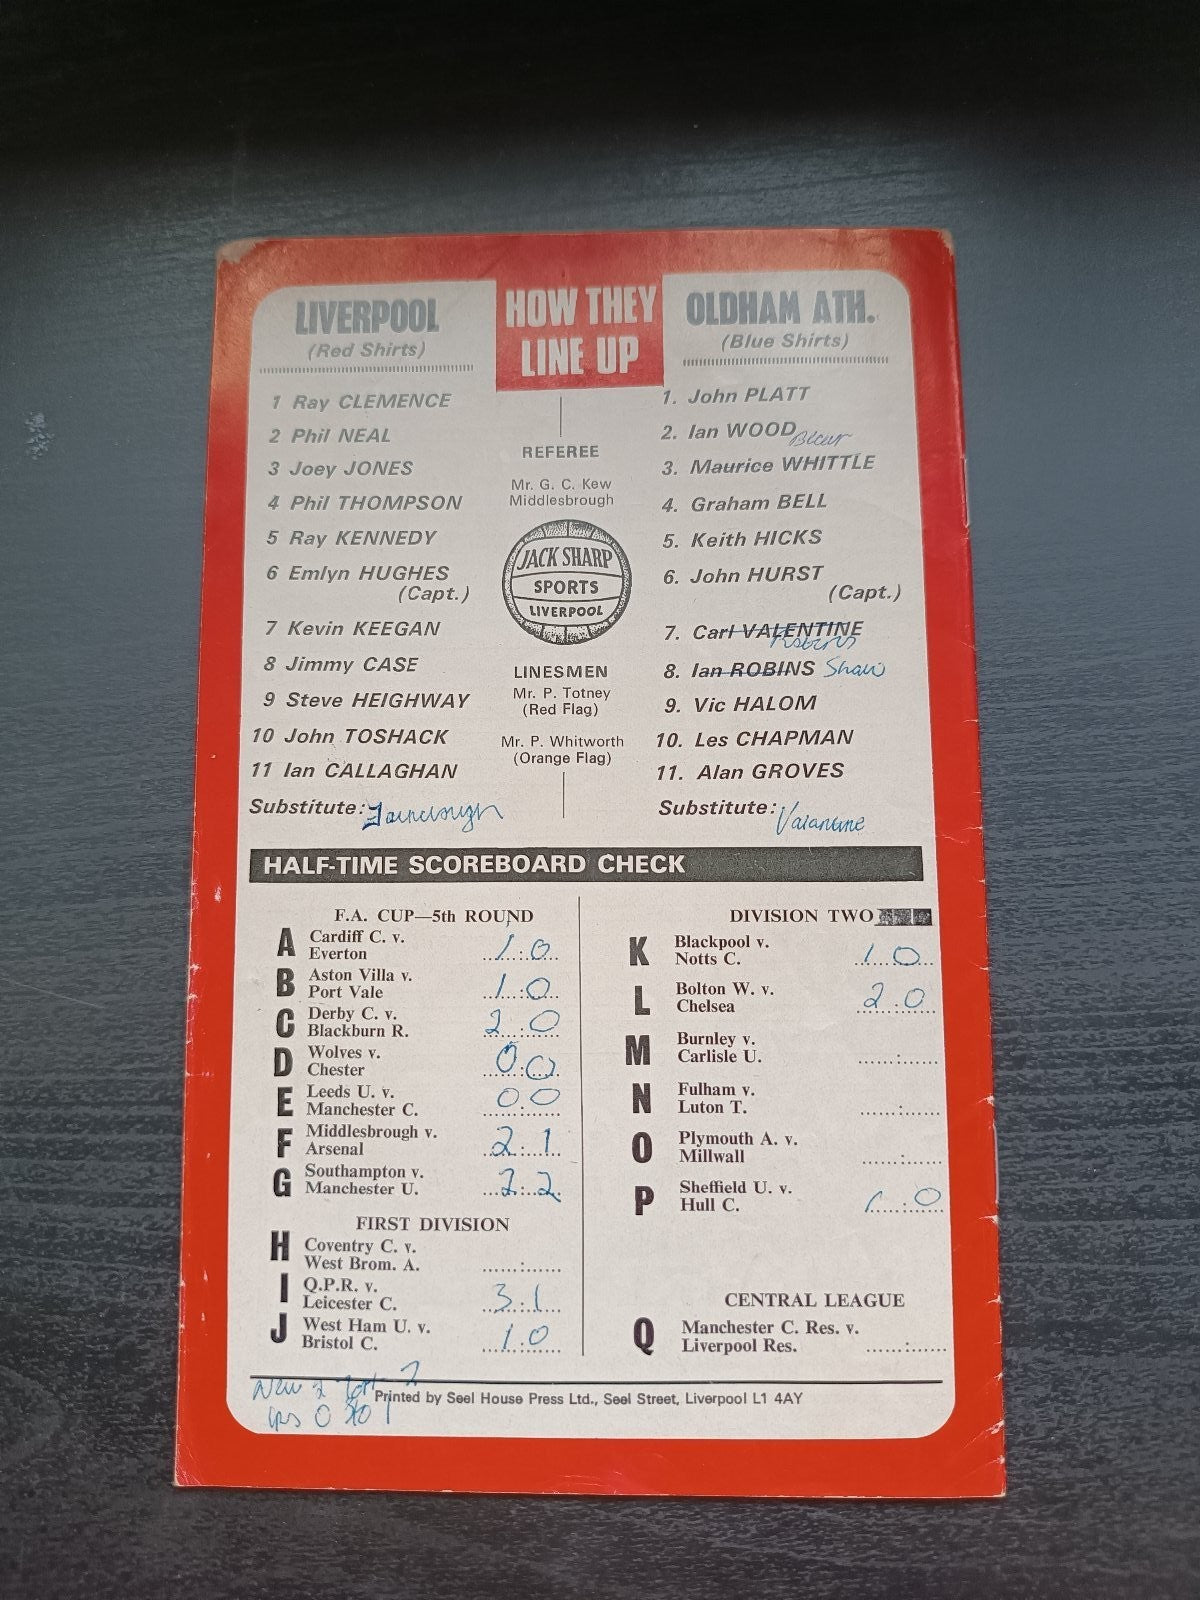 LIVERPOOL
(Red Shirts)
1 Ray CLEMENCE
2 Phil NEAL
3 Joey JONES
4 Phil THOMPSON
5 Ray KENNEDY
6 Emlyn HUGHES
(Capt.)
7 Kevin KEEGAN
8 Jimmy CASE
9 Steve HEIGHWAY
10 John TOSHACK
11 Ian CALLAGHAN
Substitute:
HOW THEY
LINE UP
REFEREE
Mr. G. C. Kew
Middlesbrough
JACK SHARP
SPORTS
LIVERPOOL
LINESMEN
Mr. P. Totney
(Red Flag)
Mr. P. Whitworth
(Orange Flag)
OLDHAM ATH.
(Blue Shirts)
1. John PLATT
2. Ian WOOD
3. Maurice WHITTLE
4. Graham BELL
5. Keith HICKS
6. John HURST
(Capt.)
7. Carl VALENTINE
8. Ian ROBINS Shaw
9. Vic HALOM
10. Les CHAPMAN
11. Alan GROVES
Substitute:
HALF-TIME SCOREBOARD CHECK
F.A. CUP—5th ROUND
A Cardiff C. v.
Everton 1 : 0
B Aston Villa v.
Port Vale 1 : 0
C Derby C. v.
Blackburn R. 2 : 0
D Wolves v.
Chester 0 : 0
E Leeds U. v.
Manchester C. 0 : 0
F Middlesbrough v.
Arsenal 2 : 1
G Southampton v.
Manchester U. 2 : 2
FIRST DIVISION
H Coventry C. v.
West Brom. A. ......:......
I Q.P.R. v.
Leicester C. 3 : 1
J West Ham U. v.
Bristol C. 1 : 0
DIVISION TWO
K Blackpool v.
Notts C. 1 : 0
L Bolton W. v.
Chelsea 2 : 0
M Burnley v.
Carlisle U. ......:......
N Fulham v.
Luton T. ......:......
O Plymouth A. v.
Millwall ......:......
P Sheffield U. v.
Hull C. 1 : 0
CENTRAL LEAGUE
Q Manchester C. Res. v.
Liverpool Res. ......:......
Printed by Seel House Press Ltd., Seel Street, Liverpool L1 4AY